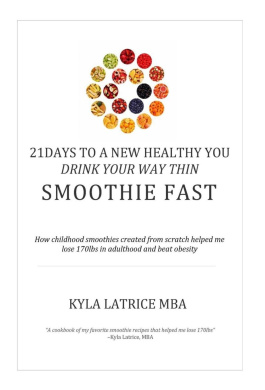 21DAYS TO A NEW HEALTHY YOU
DRINK YOUR WAY THIN
SMOOTHIE FAST
How childhood smoothies created from scratch helped me
lose 170lbs in adulthood and beat obesity
KYLA LATRICE MBA
"A cookbook of my favorite smoothie recipes that helped me lose 170lbs"
~Kyla Latrice, MBA